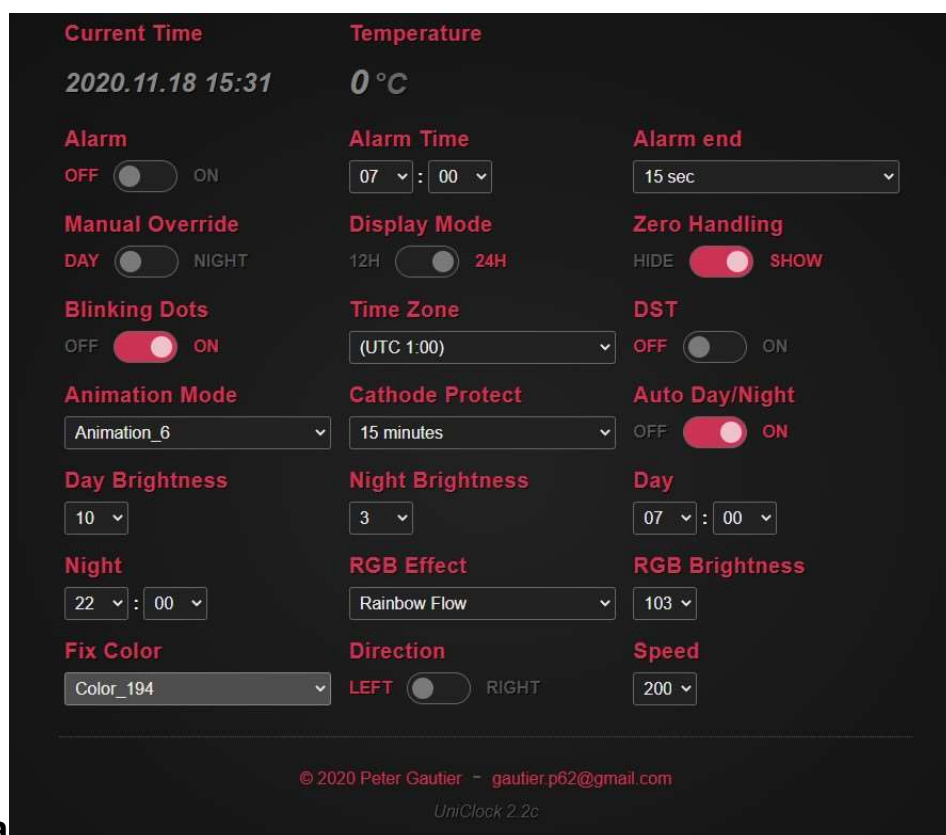 Current Time Temperature
2020.11.18 15:31 0 °C
Alarm Alarm Time Alarm end
OFF ON 07 : 00 15 sec
Manual Override Display Mode Zero Handling
DAY NIGHT 12H 24H HIDE SHOW
Blinking Dots Time Zone DST
OFF ON (UTC 1:00) OFF ON
Animation Mode Cathode Protect Auto Day/Night
Animation_6 15 minutes OFF ON
Day Brightness Night Brightness Day
10 3 07 : 00
Night RGB Effect RGB Brightness
22 : 00 Rainbow Flow 103
Fix Color Direction Speed
Color_194 LEFT RIGHT 200
© 2020 Peter Gautier - gautier.p62@gmail.com
UniClock 2.2c
a